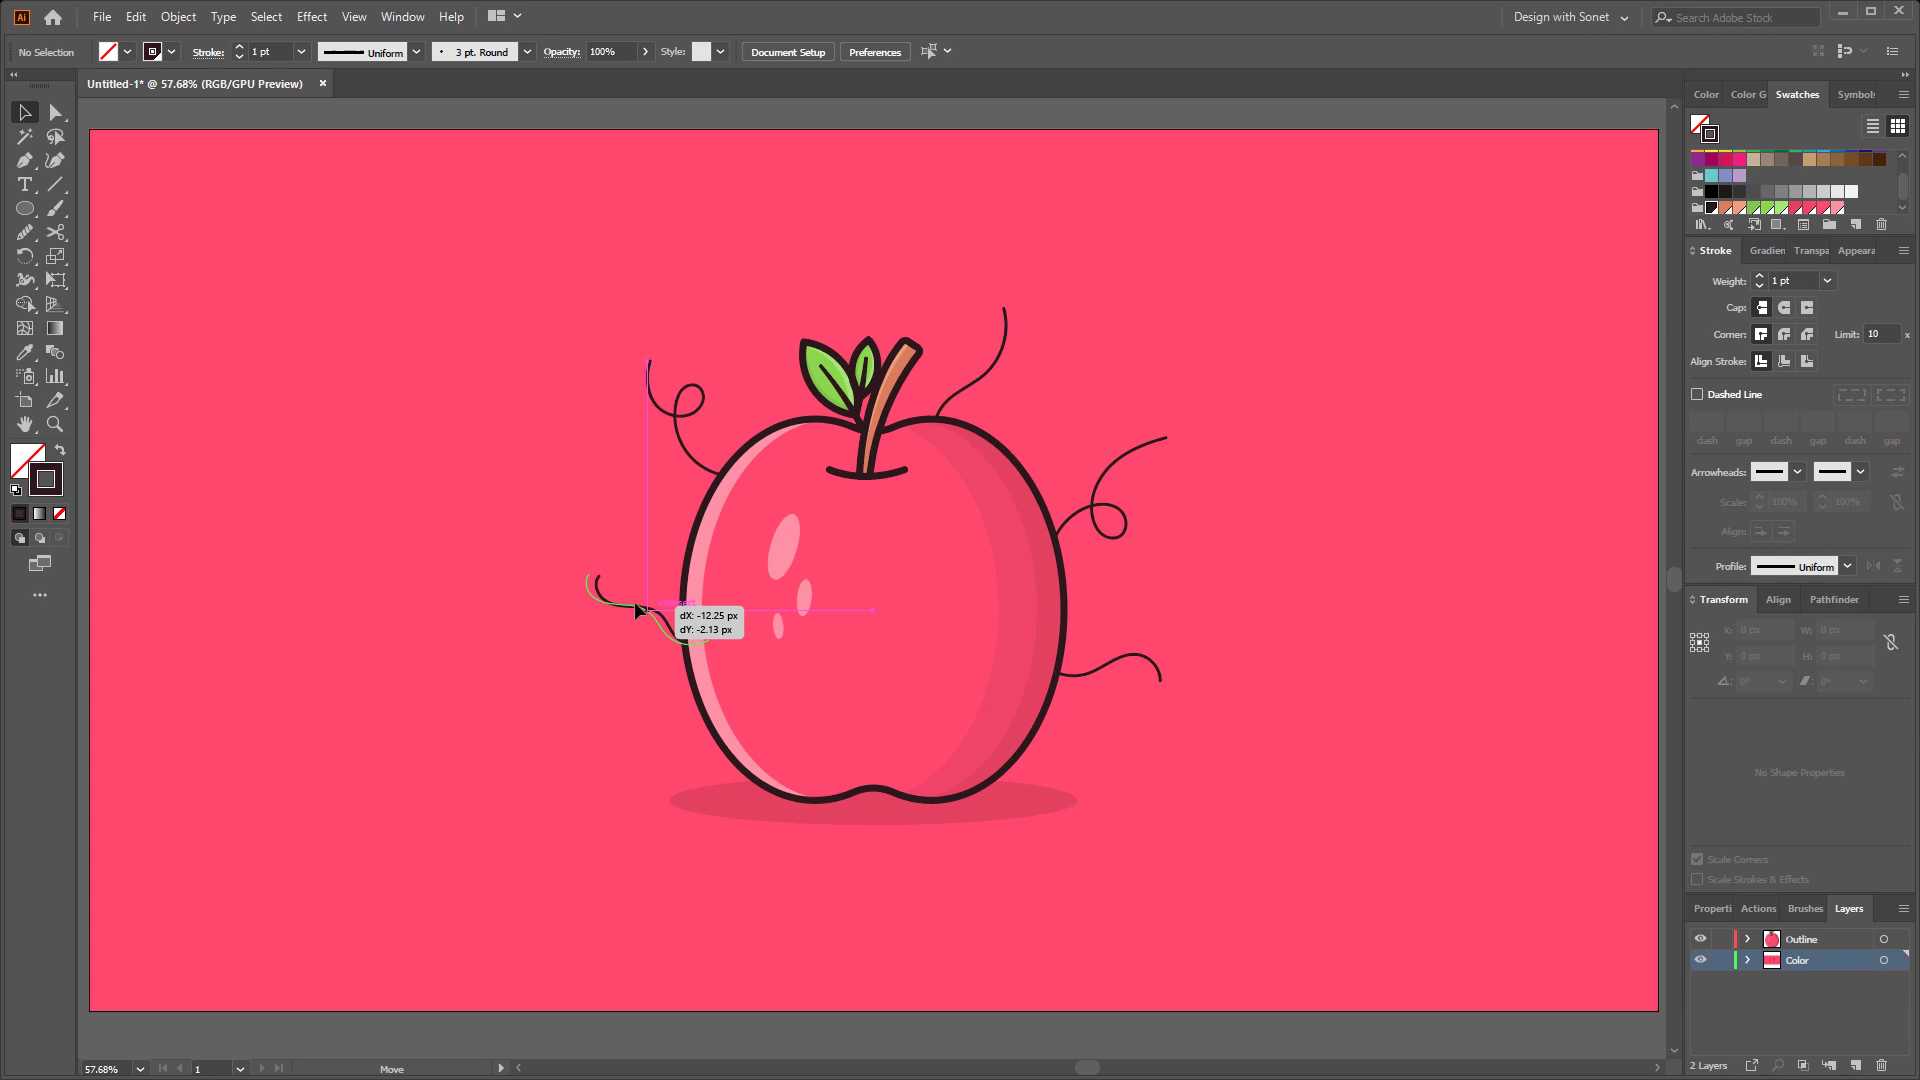 Ai
File Edit Object Type Select Effect View Window Help
Design with Sonet
Search Adobe Stock
No Selection
Stroke: 1 pt Uniform 3 pt. Round Opacity: 100% Style: Document Setup Preferences
Untitled-1* @ 57.68% (RGB/GPU Preview)
Color Color G Swatches Symbols
Stroke Gradien Transpa Appeara
Weight: 1 pt
Cap:
Corner: Limit: 10 x
Align Stroke:
Dashed Line
dash gap dash gap dash gap
Arrowheads:
Scale: 100% 100%
Align:
Profile: Uniform
intersect
dX: -12.25 px
dY: -2.13 px
Transform Align Pathfinder
X: 0 px W: 0 px
Y: 0 px H: 0 px
0° 0°
No Shape Properties
Scale Corners
Scale Strokes & Effects
Properti Actions Brushes Layers
Outline
Color
2 Layers
57.68% 1 Move